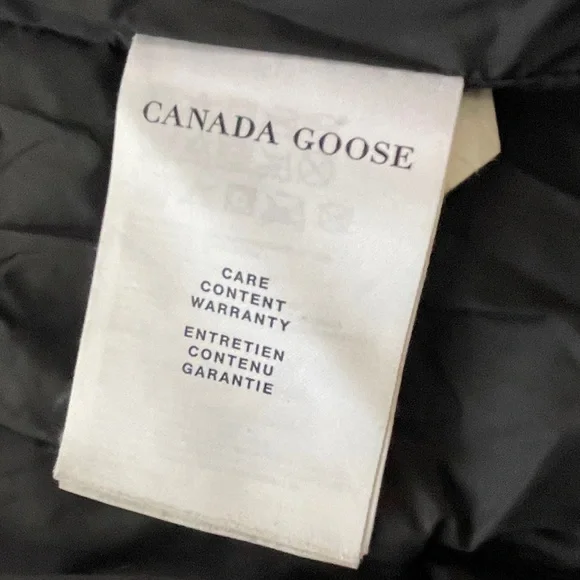 CANADA GOOSE
CARE
CONTENT
WARRANTY
ENTRETIEN
CONTENU
GARANTIE